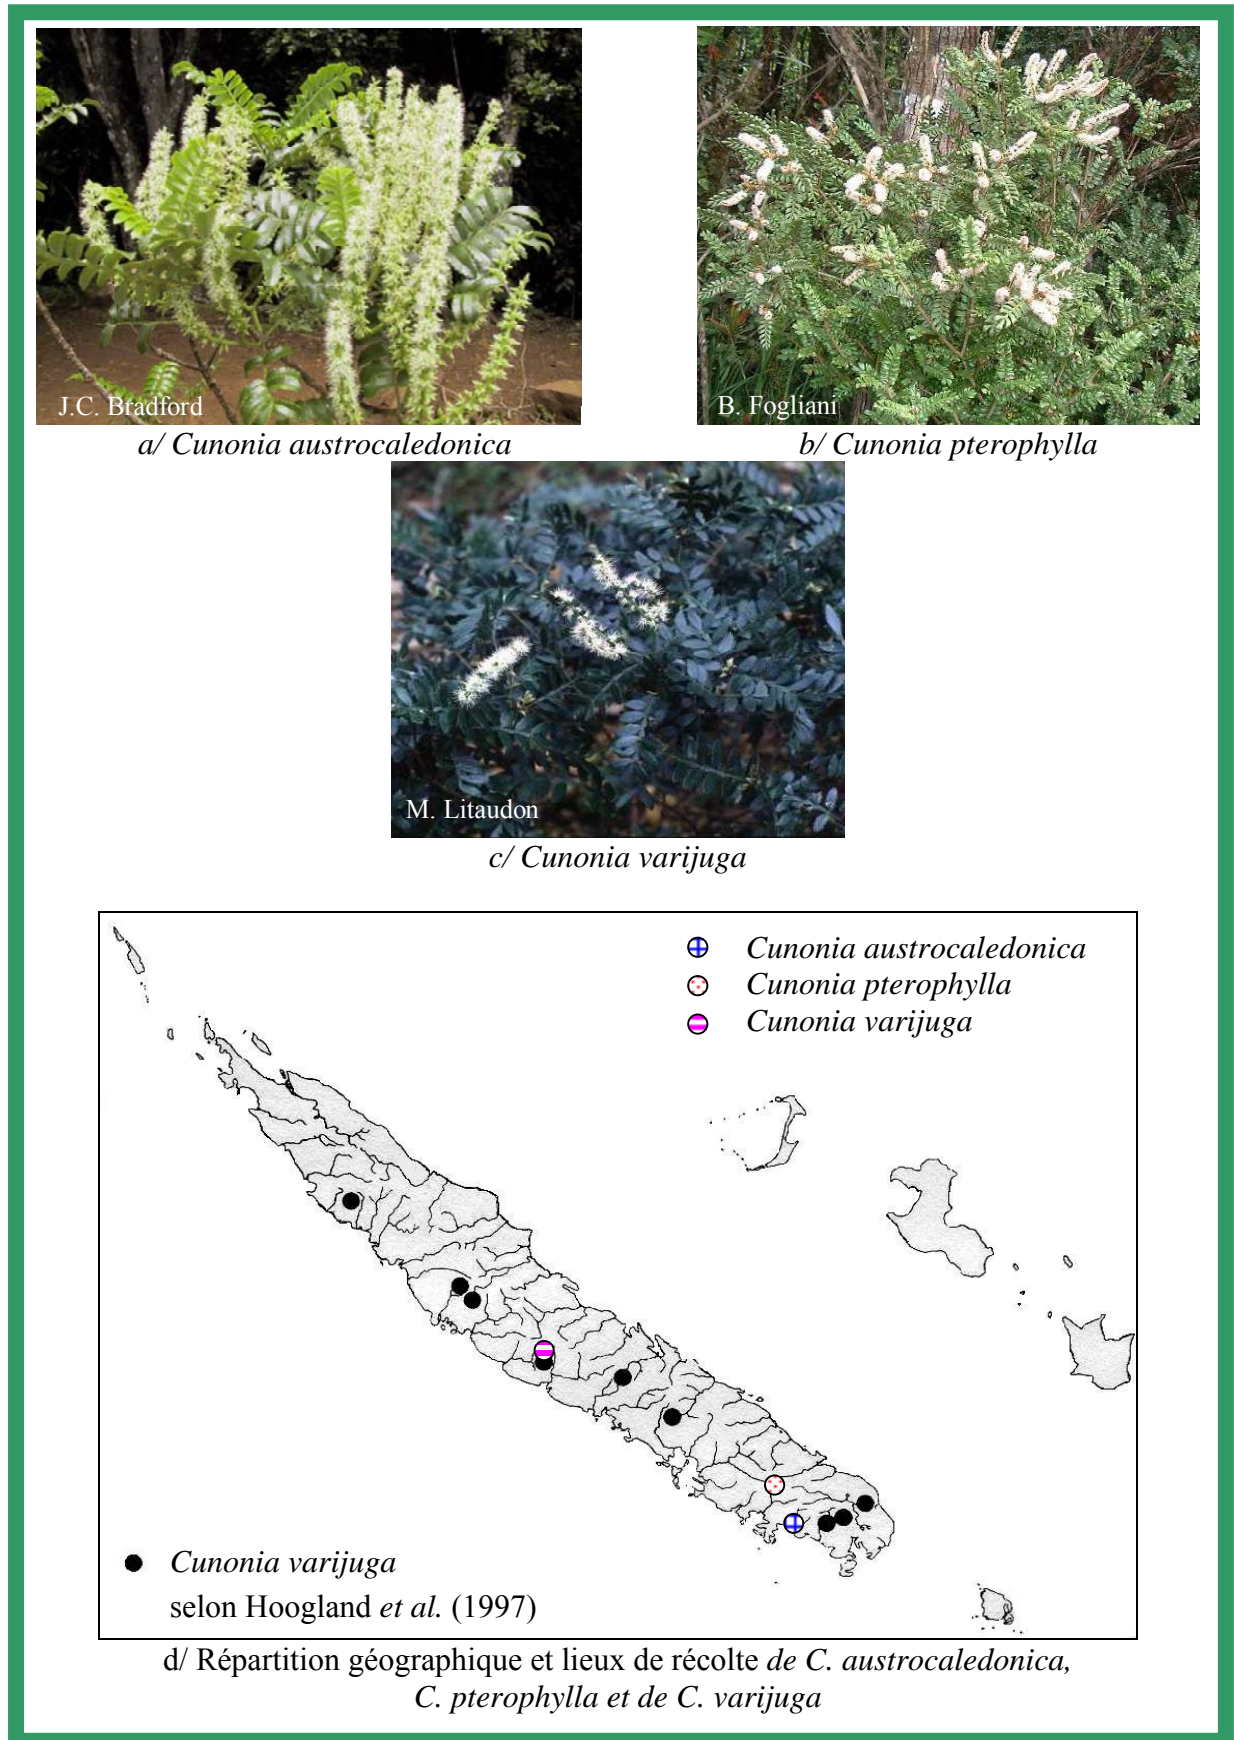 J.C. Bradford
B. Fogliani
a/ Cunonia austrocaledonica
b/ Cunonia pterophylla
M. Litaudon
c/ Cunonia varijuga
Cunonia austrocaledonica
Cunonia pterophylla
Cunonia varijuga
Cunonia varijuga
selon Hoogland et al. (1997)
d/ Répartition géographique et lieux de récolte de C. austrocaledonica,
C. pterophylla et de C. varijuga